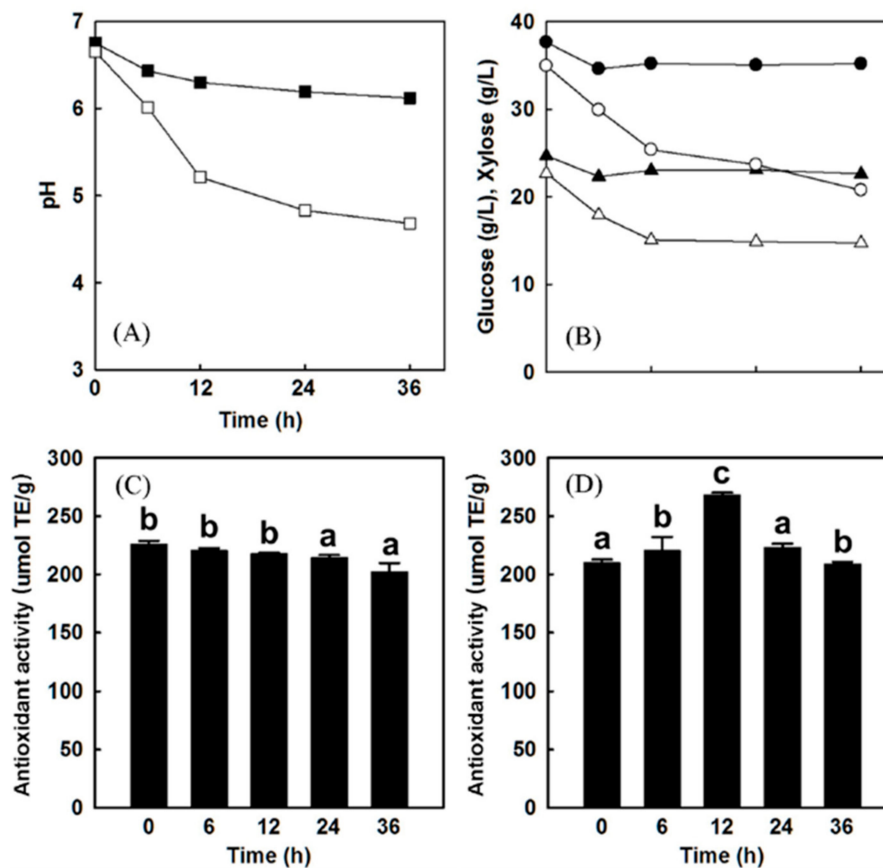 7
6
5
4
3
pH
(A)
0 12 24 36
Time (h)
40
30
20
10
0
Glucose (g/L), Xylose (g/L)
(B)
300
250
200
150
100
50
0
Antioxidant activity (umol TE/g)
(C)
b b b a a
0 6 12 24 36
Time (h)
300
250
200
150
100
50
0
Antioxidant activity (umol TE/g)
(D)
a b c a b
0 6 12 24 36
Time (h)